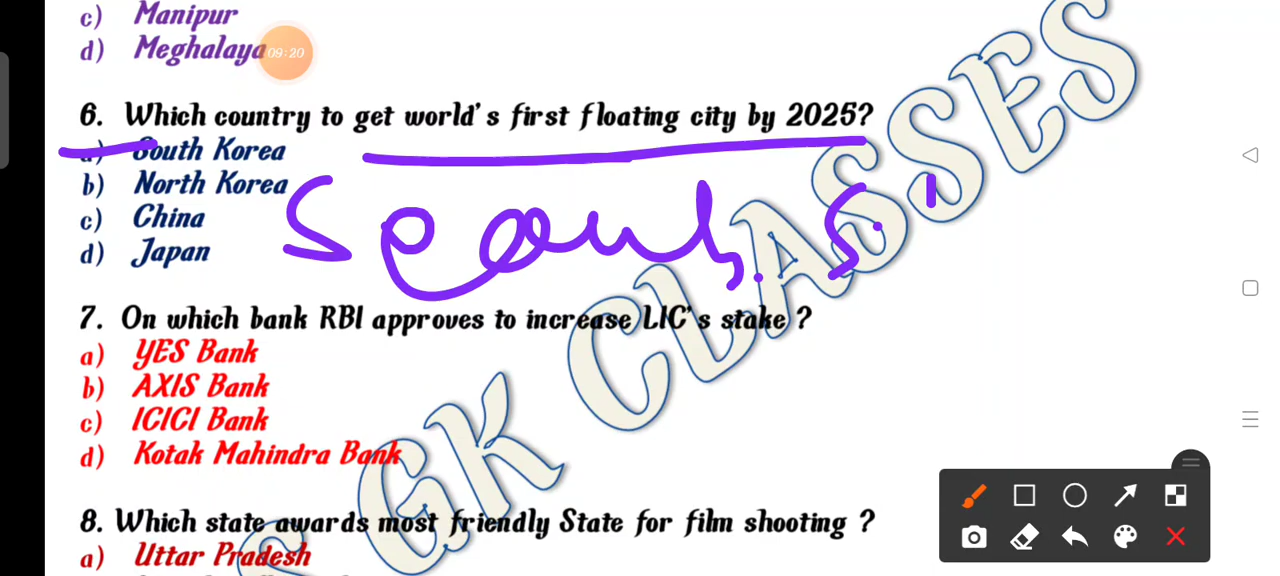 c) Manipur
d) Meghalaya
09:20
6. Which country to get world's first floating city by 2025?
a) South Korea
b) North Korea
c) China
d) Japan
7. On which bank RBI approves to increase LIC's stake ?
a) YES Bank
b) AXIS Bank
c) ICICI Bank
d) Kotak Mahindra Bank
8. Which state awards most friendly State for film shooting ?
a) Uttar Pradesh
S GK CLASSES